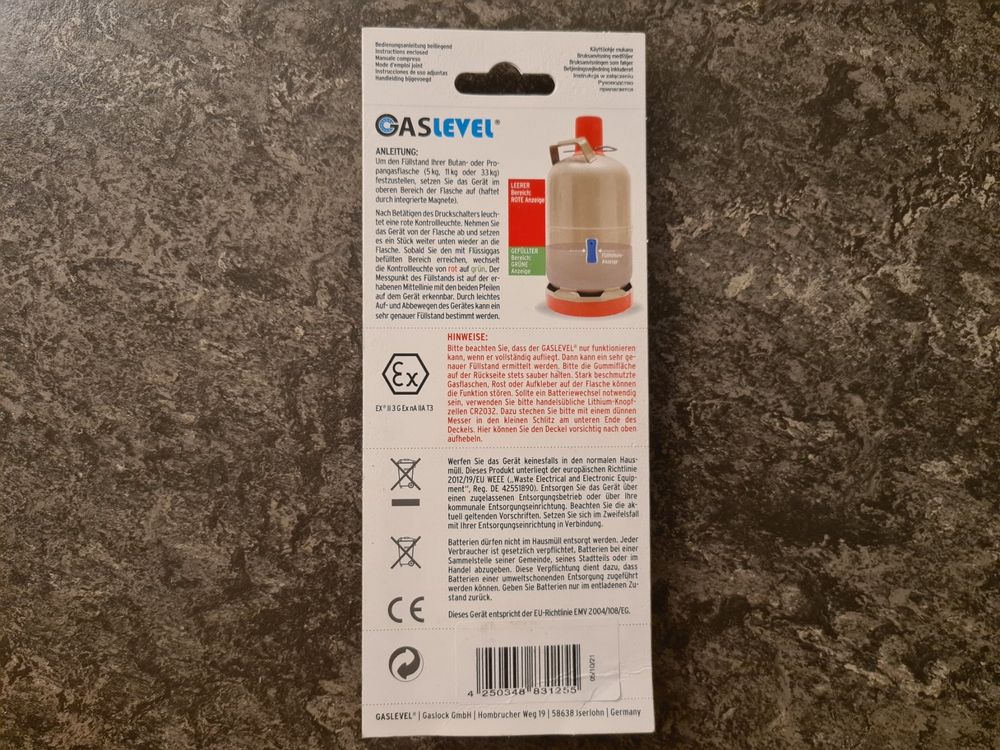 Bedienungsanleitung beiliegend
Instructions enclosed
Manuale compreso
Mode d'emploi joint
Instrucciones de uso adjuntas
Handleiding bijgevoegd
Käyttöohje mukana
Bruksanvisning medföljer
Bruksanvisningen som følger
Betjeningsvejledning inkluderet
Instrukcja w załączeniu
Руководство
прилагается
GASLEVEL®
ANLEITUNG:
Um den Füllstand Ihrer Butan- oder Pro-
pangasflasche (5 kg, 11 kg oder 33 kg)
festzustellen, setzen Sie das Gerät im
oberen Bereich der Flasche auf (haftet
durch integrierte Magnete).
Nach Betätigen des Druckschalters leuch-
tet eine rote Kontrollleuchte. Nehmen Sie
das Gerät von der Flasche ab und setzen
es ein Stück weiter unten wieder an die
Flasche. Sobald Sie den mit Flüssiggas
befüllten Bereich erreichen, wechselt
die Kontrollleuchte von rot auf grün. Der
Messpunkt des Füllstands ist auf der er-
habenen Mittellinie mit den beiden Pfeilen
auf dem Gerät erkennbar. Durch leichtes
Auf- und Abbewegen des Gerätes kann ein
sehr genauer Füllstand bestimmt werden.
LEERER
Bereich:
ROTE Anzeige
GEFÜLLTER
Bereich:
GRÜNE
Anzeige
Füllstand-
Anzeige
HINWEISE:
Bitte beachten Sie, dass der GASLEVEL® nur funktionieren
kann, wenn er vollständig aufliegt. Dann kann ein sehr ge-
nauer Füllstand ermittelt werden. Bitte die Gummifläche
auf der Rückseite stets sauber halten. Stark beschmutzte
Gasflaschen, Rost oder Aufkleber auf der Flasche können
die Funktion stören. Sollte ein Batteriewechsel notwendig
sein, verwenden Sie bitte handelsübliche Lithium-Knopf-
zellen CR2032. Dazu stechen Sie bitte mit einem dünnen
Messer in den kleinen Schlitz am unteren Ende des
Deckels. Hier können Sie den Deckel vorsichtig nach oben
aufhebeln.
εx
EX® II 3 G Ex nA IIA T3
Werfen Sie das Gerät keinesfalls in den normalen Haus-
müll. Dieses Produkt unterliegt der europäischen Richtlinie
2012/19/EU WEEE („Waste Electrical and Electronic Equip-
ment“, Reg. DE 42551890). Entsorgen Sie das Gerät über
einen zugelassenen Entsorgungsbetrieb oder über Ihre
kommunale Entsorgungseinrichtung. Beachten Sie die ak-
tuell geltenden Vorschriften. Setzen Sie sich im Zweifelsfall
mit Ihrer Entsorgungseinrichtung in Verbindung.
Batterien dürfen nicht im Hausmüll entsorgt werden. Jeder
Verbraucher ist gesetzlich verpflichtet, Batterien bei einer
Sammelstelle seiner Gemeinde, seines Stadtteils oder im
Handel abzugeben. Diese Verpflichtung dient dazu, dass
Batterien einer umweltschonenden Entsorgung zugeführt
werden können. Geben Sie Batterien nur im entladenen Zu-
stand zurück.
CE
Dieses Gerät entspricht der EU-Richtlinie EMV 2004/108/EG.
4 250348 831255
05/10/21
GASLEVEL® | Gaslock GmbH | Hombrucher Weg 19 | 58638 Iserlohn | Germany